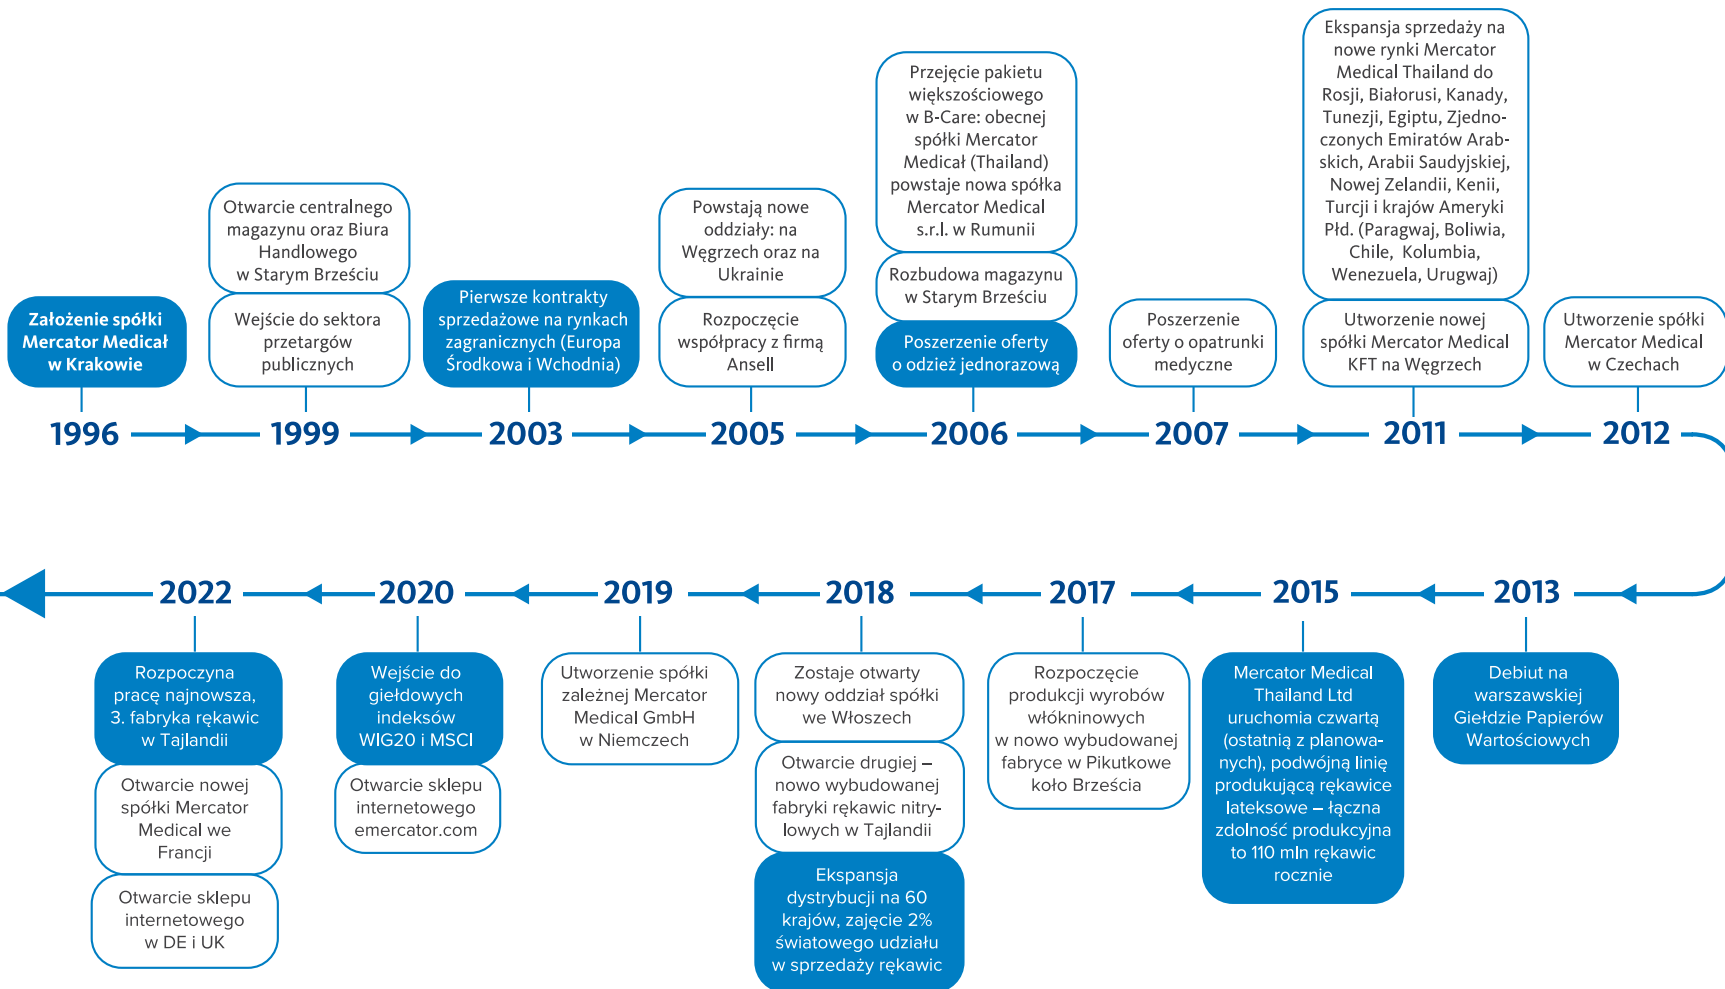 Założenie spółki
Mercator Medicał
w Krakowie
1996
Otwarcie centralnego
magazynu oraz Biura
Handlowego
w Starym Brześciu
Wejście do sektora
przetargów
publicznych
1999
Pierwsze kontrakty
sprzedażowe na rynkach
zagranicznych (Europa
Środkowa i Wchodnia)
2003
Powstają nowe
oddziały: na
Węgrzech oraz na
Ukrainie
Rozpoczęcie
współpracy z firmą
Ansell
2005
Przejęcie pakietu
większościowego
w B-Care: obecnej
spółki Mercator
Medicał (Thailand)
powstaje nowa spółka
Mercator Medical
s.r.l. w Rumunii
Rozbudowa magazynu
w Starym Brześciu
Poszerzenie oferty
o odzież jednorazową
2006
Poszerzenie
oferty o opatrunki
medyczne
2007
Ekspansja sprzedaży na
nowe rynki Mercator
Medical Thailand do
Rosji, Białorusi, Kanady,
Tunezji, Egiptu, Zjedno-
czonych Emiratów Arab-
skich, Arabii Saudyjskiej,
Nowej Zelandii, Kenii,
Turcji i krajów Ameryki
Płd. (Paragwaj, Boliwia,
Chile, Kolumbia,
Wenezuela, Urugwaj)
Utworzenie nowej
spółki Mercator Medical
KFT na Węgrzech
2011
Utworzenie spółki
Mercator Medical
w Czechach
2012
2013
Debiut na
warszawskiej
Giełdzie Papierów
Wartościowych
2015
Mercator Medical
Thailand Ltd
uruchomia czwartą
(ostatnią z planowa-
nych), podwójną linię
produkującą rękawice
lateksowe – łączna
zdolność produkcyjna
to 110 mln rękawic
rocznie
2017
Rozpoczęcie
produkcji wyrobów
włókninowych
w nowo wybudowanej
fabryce w Pikutkowe
koło Brześcia
2018
Zostaje otwarty
nowy oddział spółki
we Włoszech
Otwarcie drugiej –
nowo wybudowanej
fabryki rękawic nitry-
lowych w Tajlandii
Ekspansja
dystrybucji na 60
krajów, zajęcie 2%
światowego udziału
w sprzedaży rękawic
2019
Utworzenie spółki
zależnej Mercator
Medical GmbH
w Niemczech
2020
Wejście do
giełdowych
indeksów
WIG20 i MSCI
Otwarcie sklepu
internetowego
emercator.com
2022
Rozpoczyna
pracę najnowsza,
3. fabryka rękawic
w Tajlandii
Otwarcie nowej
spółki Mercator
Medical we
Francji
Otwarcie sklepu
internetowego
w DE i UK